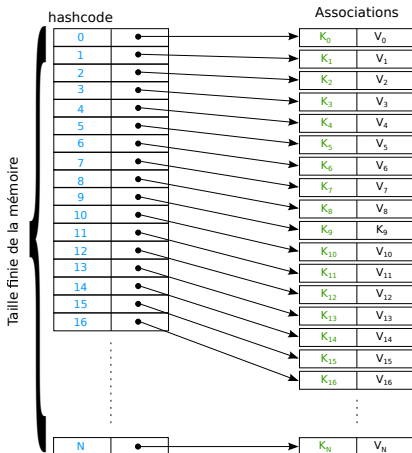 hashcode Associations
0 K₀ V₀
1 K₁ V₁
2 K₂ V₂
3 K₃ V₃
4 K₄ V₄
5 K₅ V₅
6 K₆ V₆
7 K₇ V₇
8 K₈ V₈
9 K₉ K₉
10 K₁₀ V₁₀
11 K₁₁ V₁₁
12 K₁₂ V₁₂
13 K₁₃ V₁₃
14 K₁₄ V₁₄
15 K₁₅ V₁₅
16 K₁₆ V₁₆
N K_N V_N
Taille finie de la mémoire